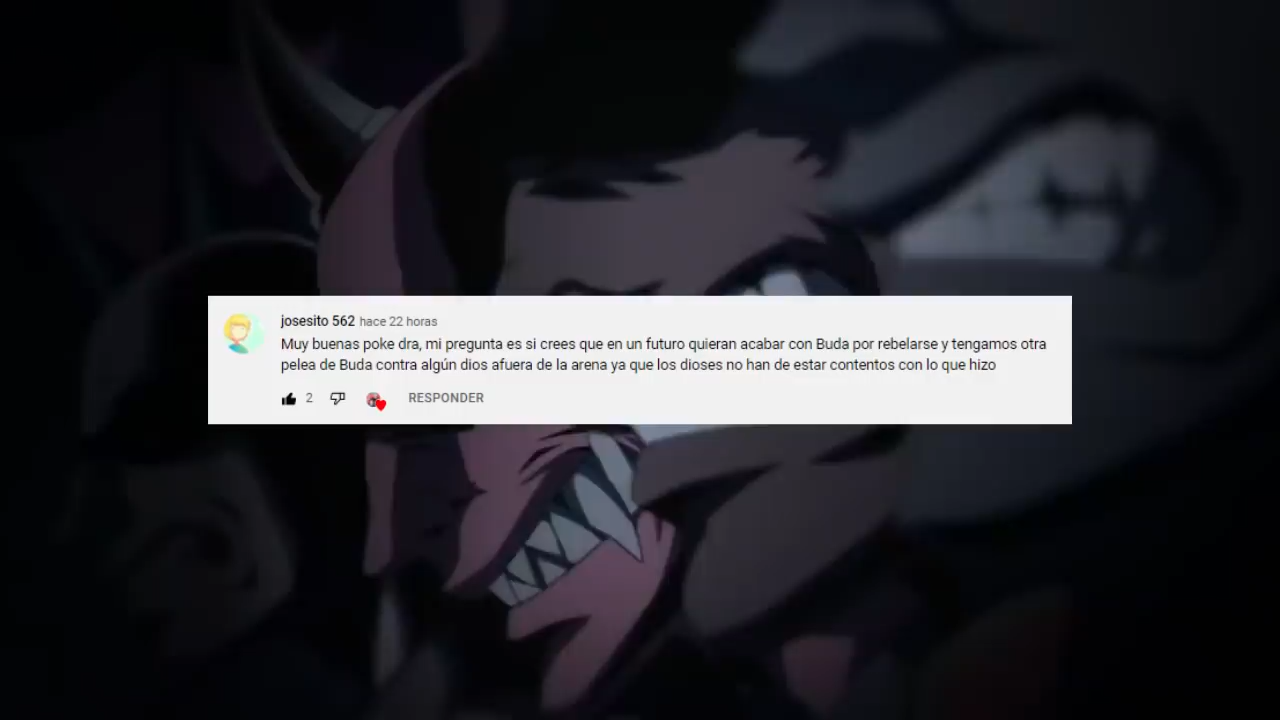 josesito 562 hace 22 horas
Muy buenas poke dra, mi pregunta es si crees que en un futuro quieran acabar con Buda por rebelarse y tengamos otra
pelea de Buda contra algún dios afuera de la arena ya que los dioses no han de estar contentos con lo que hizo
2 RESPONDER